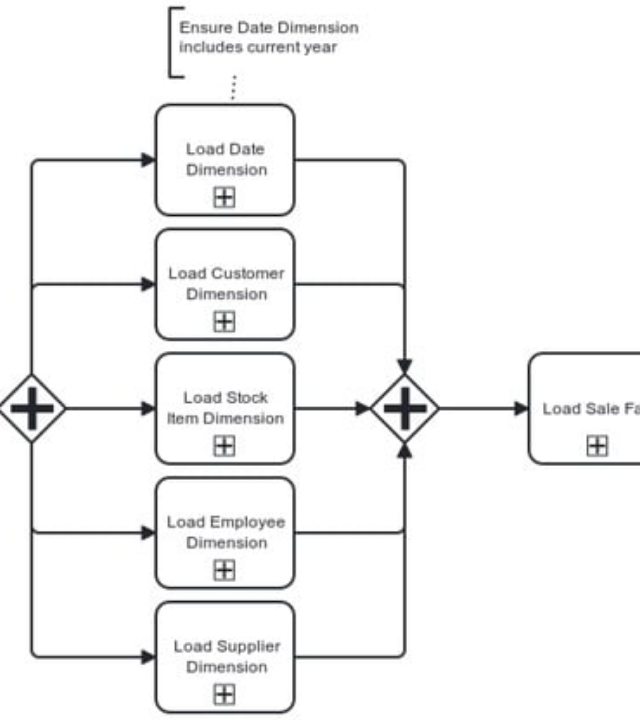 Ensure Date Dimension
includes current year
Load Date
Dimension
Load Customer
Dimension
Load Stock
Item Dimension
Load Sale Fa
Load Employee
Dimension
Load Supplier
Dimension